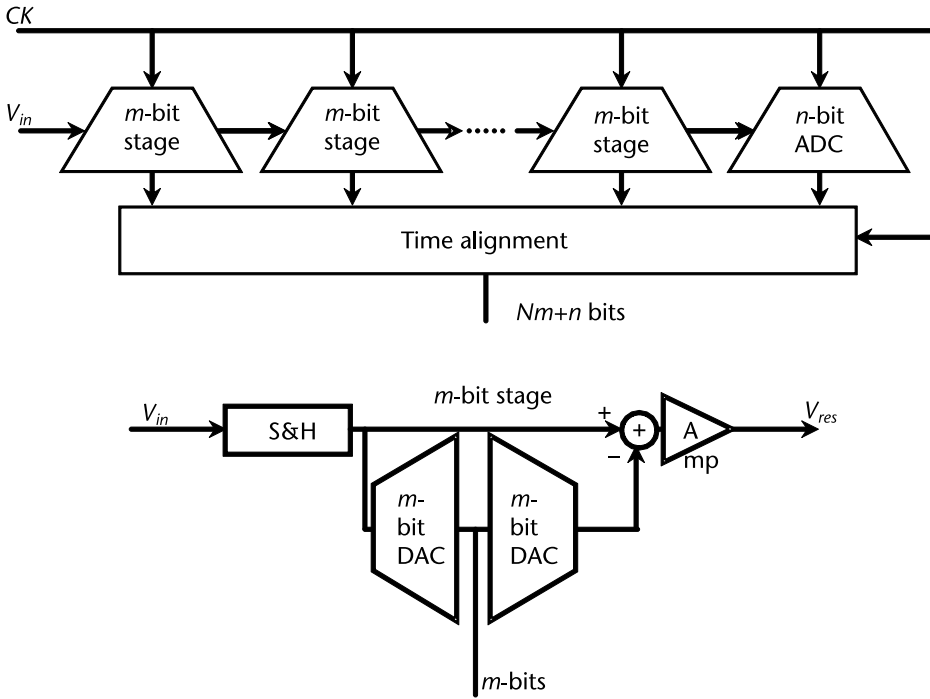 CK
V_in
m-bit
stage
m-bit
stage
m-bit
stage
n-bit
ADC
Time alignment
Nm+n bits
m-bit stage
V_in
S&H
+
+
−
A
mp
V_res
m-
bit
DAC
m-
bit
DAC
m-bits